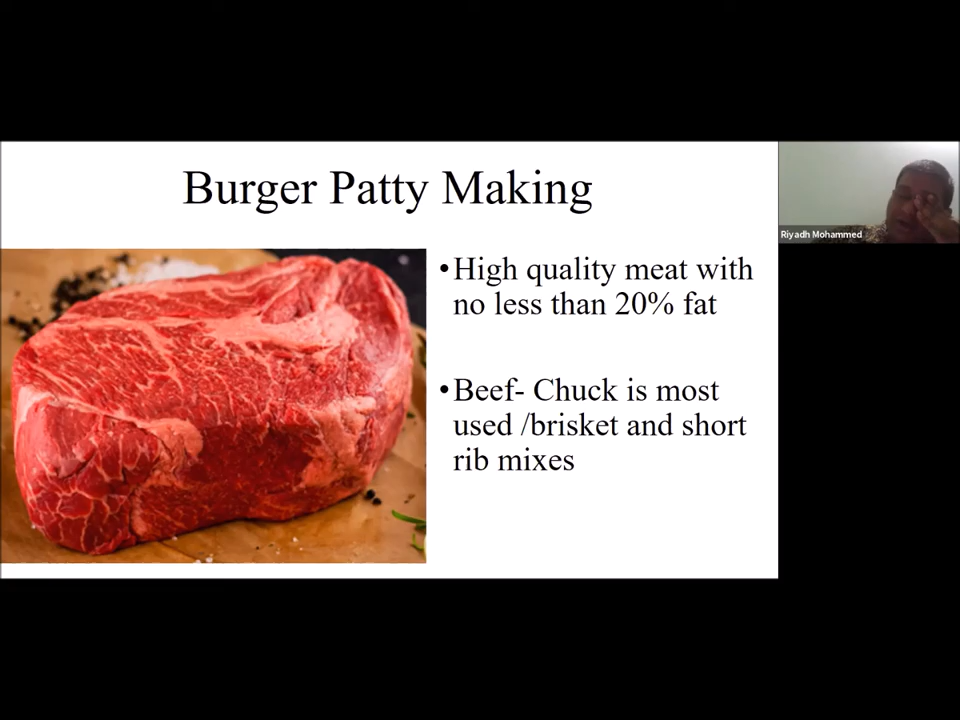 Burger Patty Making
•High quality meat with
no less than 20% fat
•Beef- Chuck is most
used /brisket and short
rib mixes
Riyadh Mohammed